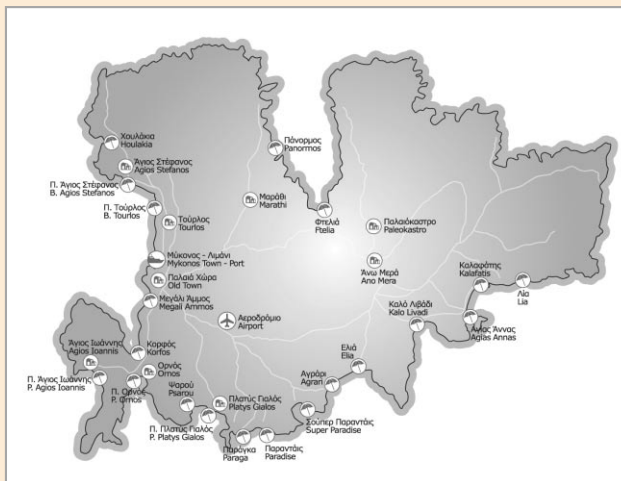 Χουλάκια
Houlakia
Άγιος Στέφανος
Agios Stefanos
Π. Άγιος Στέφανος
B. Agios Stefanos
Πάνορμος
Panormos
Μαράθι
Marathi
Π. Τούρλος
B. Tourlos
Τούρλος
Tourlos
Φτελιά
Ftelia
Παλαιόκαστρο
Paleokastro
Μύκονος - Λιμάνι
Mykonos Town - Port
Άνω Μερά
Ano Mera
Παλαιά Χώρα
Old Town
Καλαφάτης
Kalafatis
Λία
Lia
Μεγάλι Άμμος
Megali Ammos
Αεροδρόμιο
Airport
Καλό Λιβάδι
Kalo Livadi
Άγιος Άννας
Agias Annas
Άγιος Ιωάννης
Agios Ioannis
Καρφός
Korfos
Ελιά
Elia
Π. Άγιος Ιωάννης
P. Agios Ioannis
Ορνός
Ornos
Π. Ορνός
P. Ornos
Ψαρού
Psarou
Πλατύς Γιαλός
Platys Gialos
Αγράρι
Agrari
Π. Πλατύς Γιαλός
P. Platys Gialos
Σούπερ Παραντάις
Super Paradise
Παράγκα
Paraga
Παραντάις
Paradise